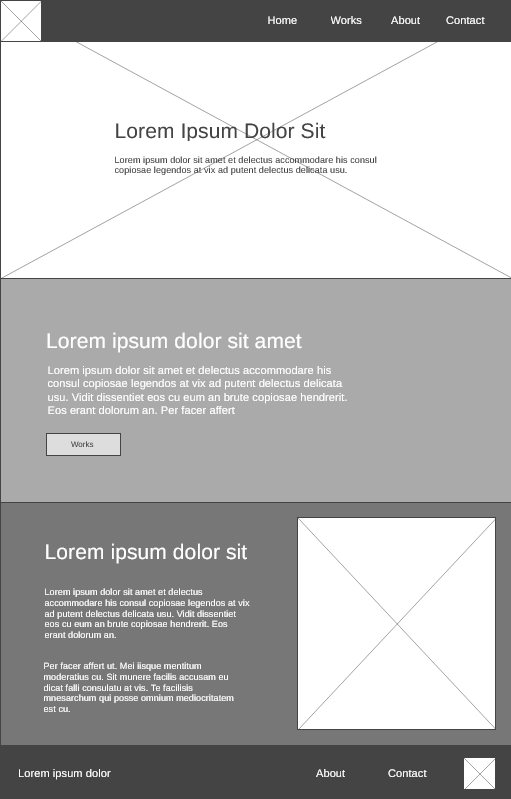 Home Works About Contact
Lorem Ipsum Dolor Sit
Lorem ipsum dolor sit amet et delectus accommodare his consul
copiosae legendos at vix ad putent delectus delicata usu.
Lorem ipsum dolor sit amet
Lorem ipsum dolor sit amet et delectus accommodare his
consul copiosae legendos at vix ad putent delectus delicata
usu. Vidit dissentiet eos cu eum an brute copiosae hendrerit.
Eos erant dolorum an. Per facer affert
Works
Lorem ipsum dolor sit
Lorem ipsum dolor sit amet et delectus
accommodare his consul copiosae legendos at vix
ad putent delectus delicata usu. Vidit dissentiet
eos cu eum an brute copiosae hendrerit. Eos
erant dolorum an.
Per facer affert ut. Mei iisque mentitum
moderatius cu. Sit munere facilis accusam eu
dicat falli consulatu at vis. Te facilisis
mnesarchum qui posse omnium mediocritatem
est cu.
Lorem ipsum dolor About Contact